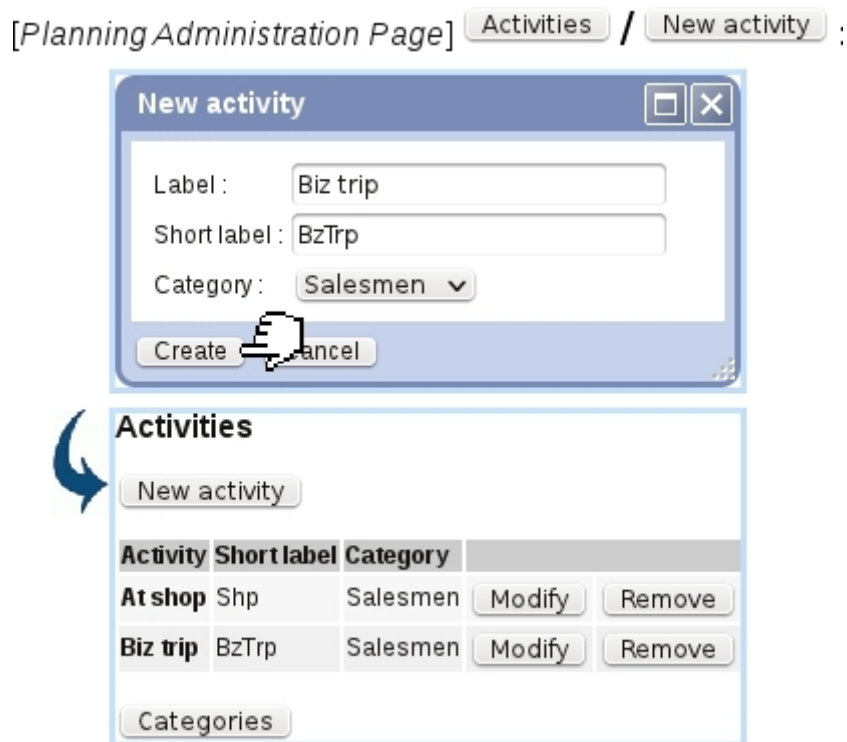 [Planning Administration Page] Activities / New activity :
New activity
Label : Biz trip
Short label : BzTrp
Category : Salesmen
Create Cancel
Activities
New activity
Activity Short label Category
At shop Shp Salesmen Modify Remove
Biz trip BzTrp Salesmen Modify Remove
Categories